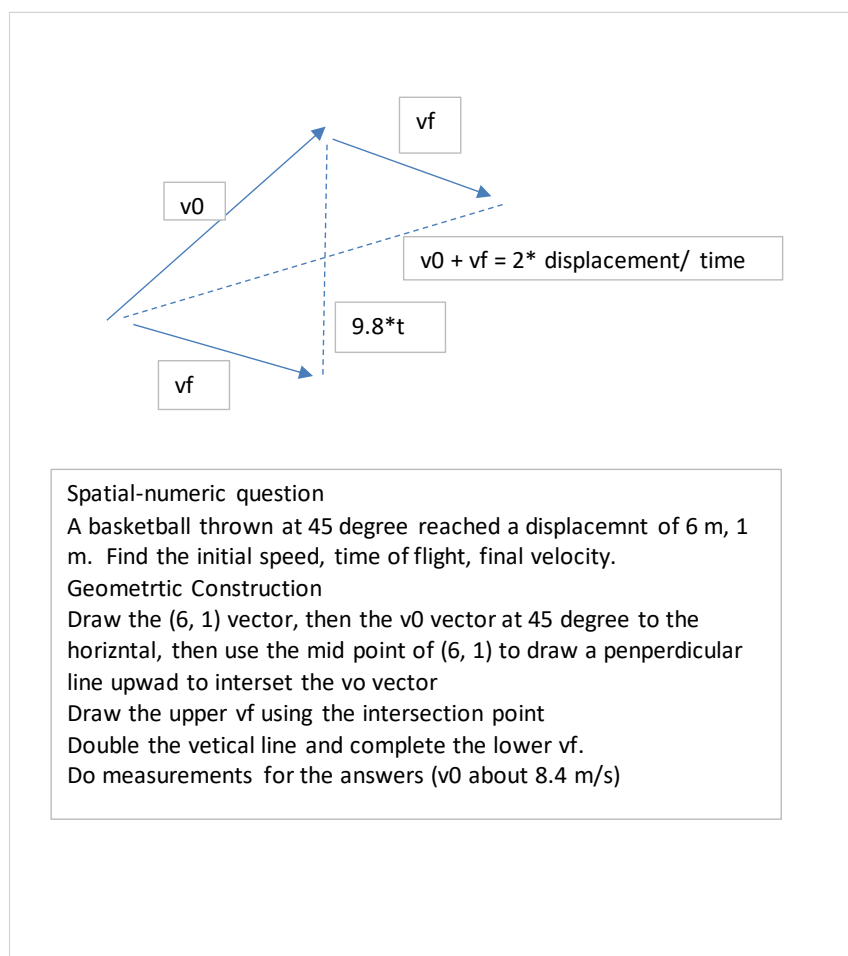 vf
v0
v0 + vf = 2* displacement/ time
9.8*t
vf
Spatial-numeric question
A basketball thrown at 45 degree reached a displacemnt of 6 m, 1
m. Find the initial speed, time of flight, final velocity.
Geometrtic Construction
Draw the (6, 1) vector, then the v0 vector at 45 degree to the
horizntal, then use the mid point of (6, 1) to draw a penperdicular
line upwad to interset the vo vector
Draw the upper vf using the intersection point
Double the vetical line and complete the lower vf.
Do measurements for the answers (v0 about 8.4 m/s)